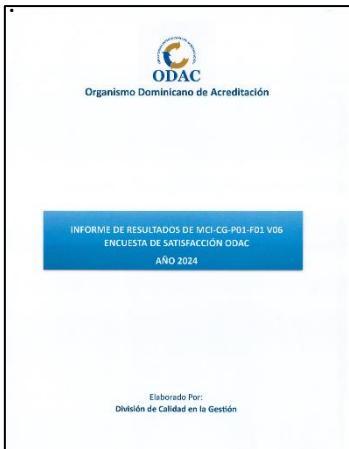 ODAC
Organismo Dominicano de Acreditación
INFORME DE RESULTADOS DE MCI-CG-P01-F01 V06
ENCUESTA DE SATISFACCIÓN ODAC
AÑO 2024
Elaborado Por:
División de Calidad en la Gestión